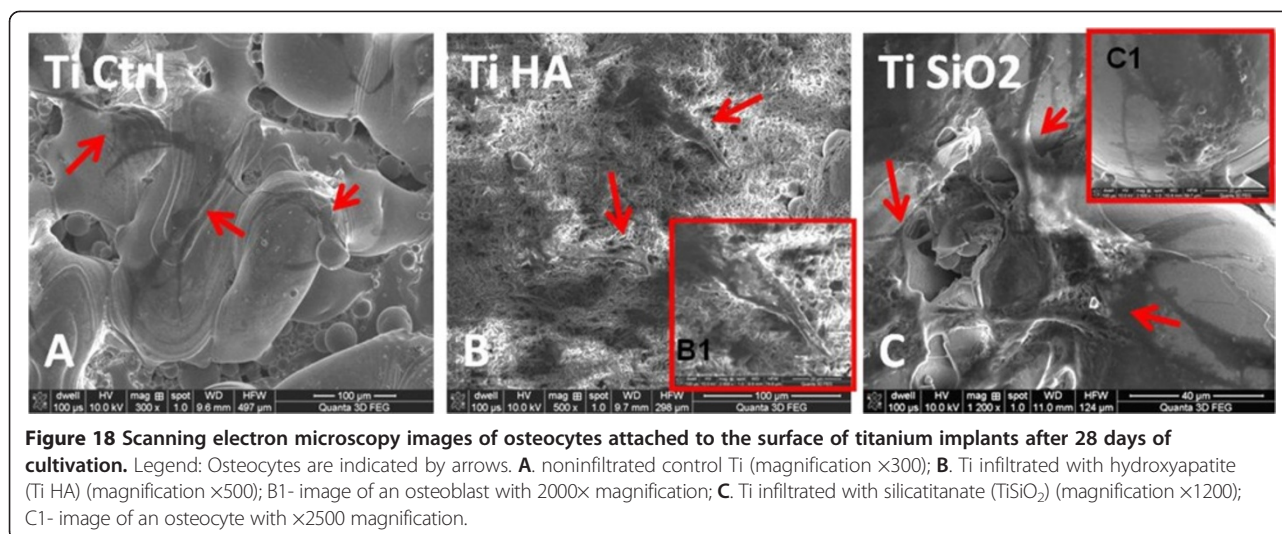 Ti Ctrl
A
dwell HV mag spot WD HFW
100 µs 10.0 kV 300 x 1.0 9.6 mm 497 µm
100 µm
Quanta 3D FEG
Ti HA
B
B1
dwell HV mag spot WD HFW
100 µs 10.0 kV 500 x 1.0 9.7 mm 298 µm
100 µm
Quanta 3D FEG
Ti SiO2
C
C1
dwell HV mag spot WD HFW
100 µs 10.0 kV 1 200 x 1.0 11.0 mm 124 µm
40 µm
Quanta 3D FEG
Figure 18 Scanning electron microscopy images of osteocytes attached to the surface of titanium implants after 28 days of
cultivation. Legend: Osteocytes are indicated by arrows. A. noninfiltrated control Ti (magnification ×300); B. Ti infiltrated with hydroxyapatite
(Ti HA) (magnification ×500); B1- image of an osteoblast with 2000× magnification; C. Ti infiltrated with silicatitanate (TiSiO₂) (magnification ×1200);
C1- image of an osteocyte with ×2500 magnification.